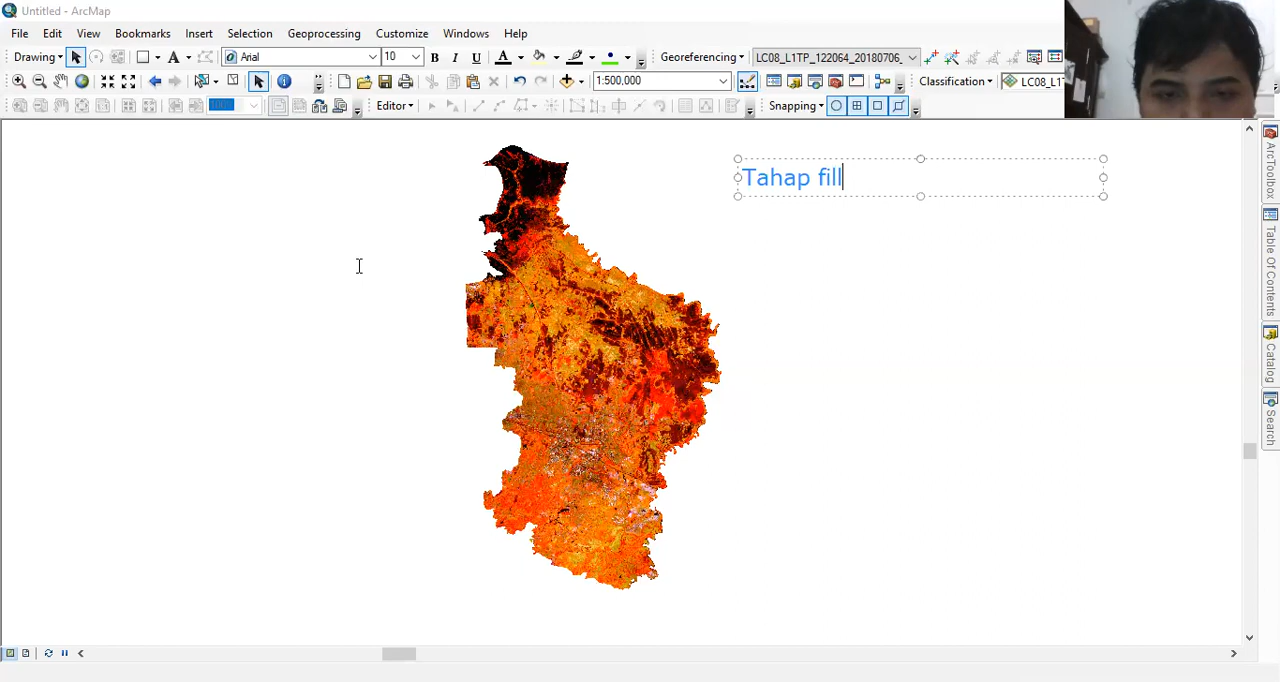 Untitled - ArcMap
File Edit View Bookmarks Insert Selection Geoprocessing Customize Windows Help
Drawing Arial 10 B I U A Georeferencing LC08_L1TP_122064_20180706_
1:500,000 Classification LC08_L1T
Editor Snapping
Tahap fill
ArcToolbox
Table Of Contents
Catalog
Search